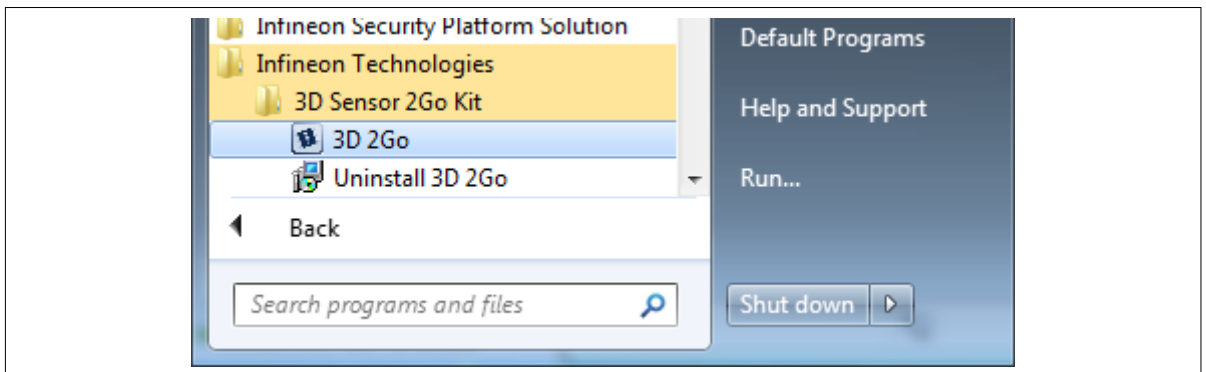 Infineon Security Platform Solution
Infineon Technologies
3D Sensor 2Go Kit
3D 2Go
Uninstall 3D 2Go
Back
Search programs and files
Default Programs
Help and Support
Run...
Shut down